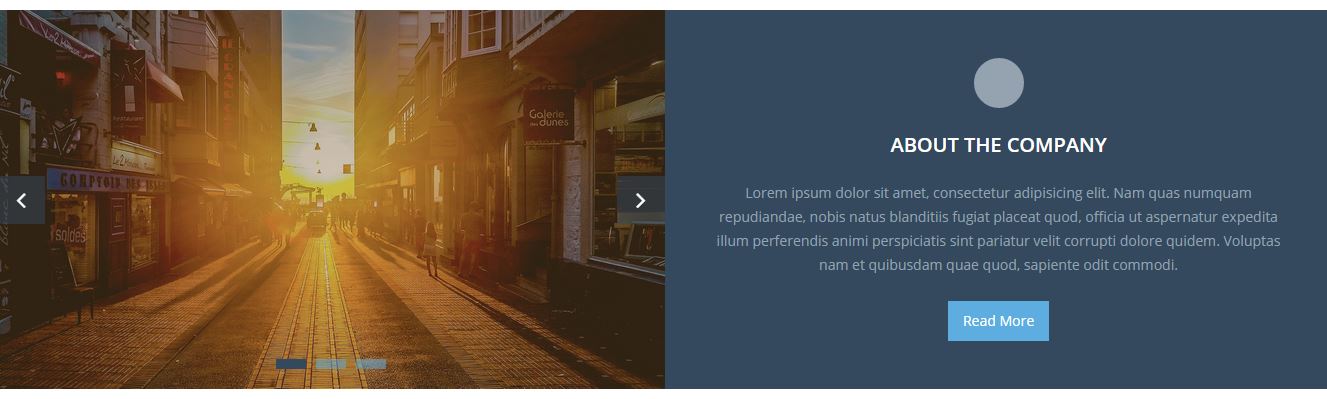 Galerie
des dunes
COMPTOIR DES
soldes
ABOUT THE COMPANY
Lorem ipsum dolor sit amet, consectetur adipisicing elit. Nam quas numquam
repudiandae, nobis natus blanditiis fugiat placeat quod, officia ut aspernatur expedita
illum perferendis animi perspiciatis sint pariatur velit corrupti dolore quidem. Voluptas
nam et quibusdam quae quod, sapiente odit commodi.
Read More